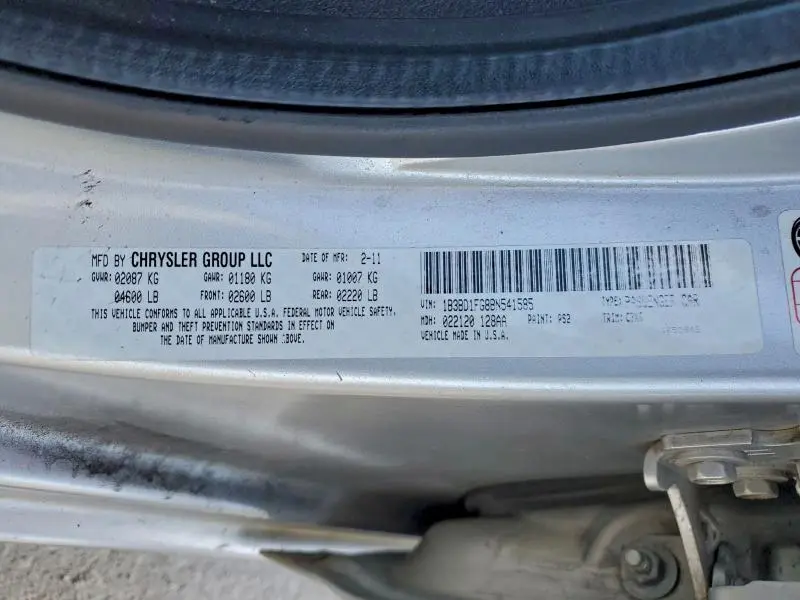 MFD BY CHRYSLER GROUP LLC DATE OF MFR: 2-11
GVWR: 02087 KG GAWR: 01180 KG GAWR: 01007 KG
04600 LB FRONT: 02600 LB REAR: 02220 LB
THIS VEHICLE CONFORMS TO ALL APPLICABLE U.S.A. FEDERAL MOTOR VEHICLE SAFETY,
BUMPER AND THEFT PREVENTION STANDARDS IN EFFECT ON
THE DATE OF MANUFACTURE SHOWN ABOVE.
VIN: 1B3BD1FG8BN541585 TYPE: PASSENGER CAR
MDH: 022120 128AA PAINT: PS2 TRIM:
VEHICLE MADE IN U.S.A.